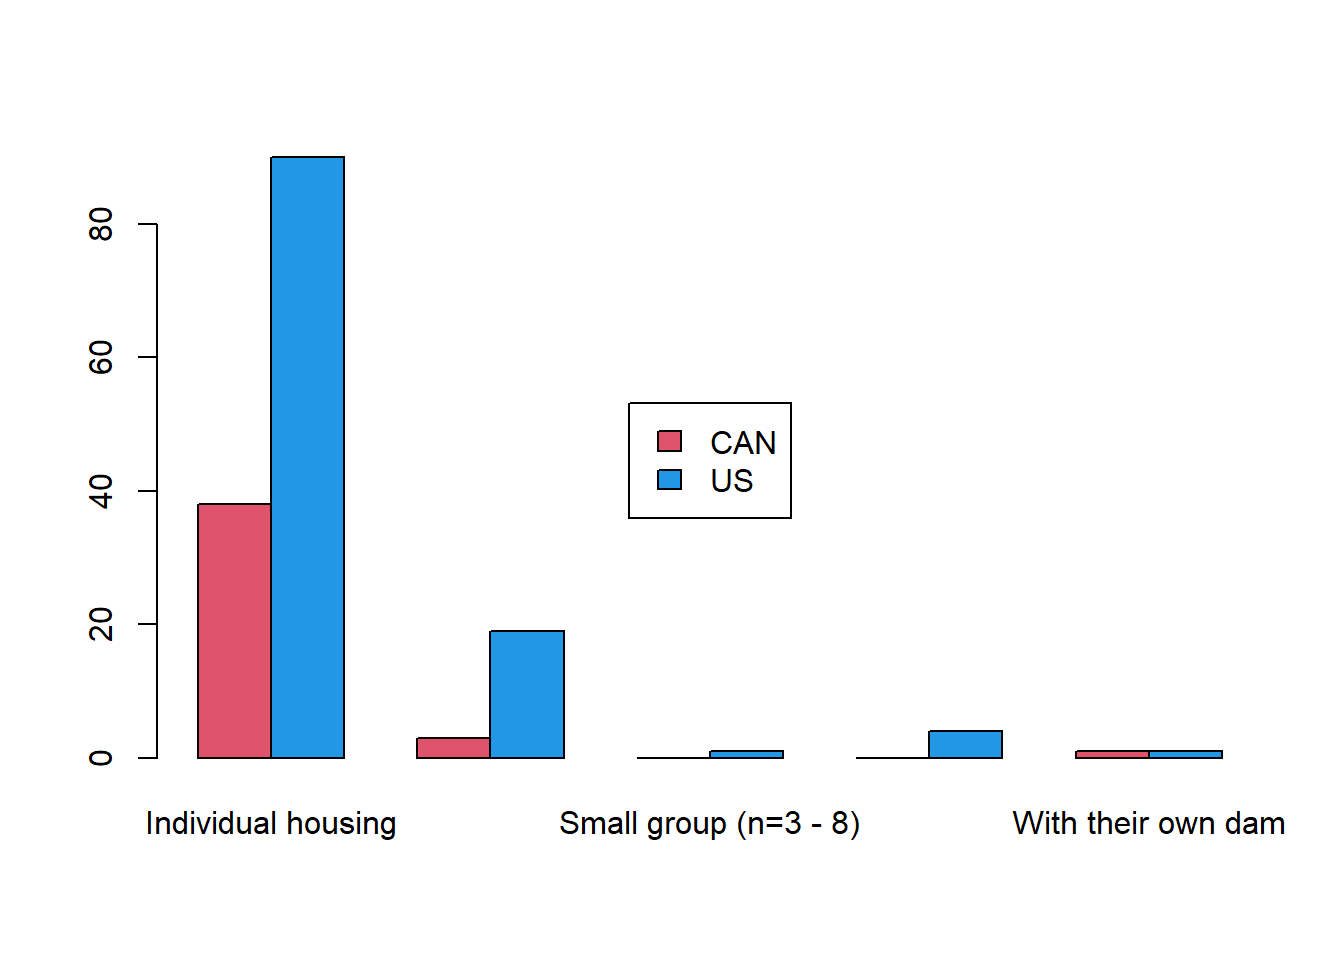 80
60
40
20
0
CAN
US
Individual housing
Small group (n=3 - 8)
With their own dam